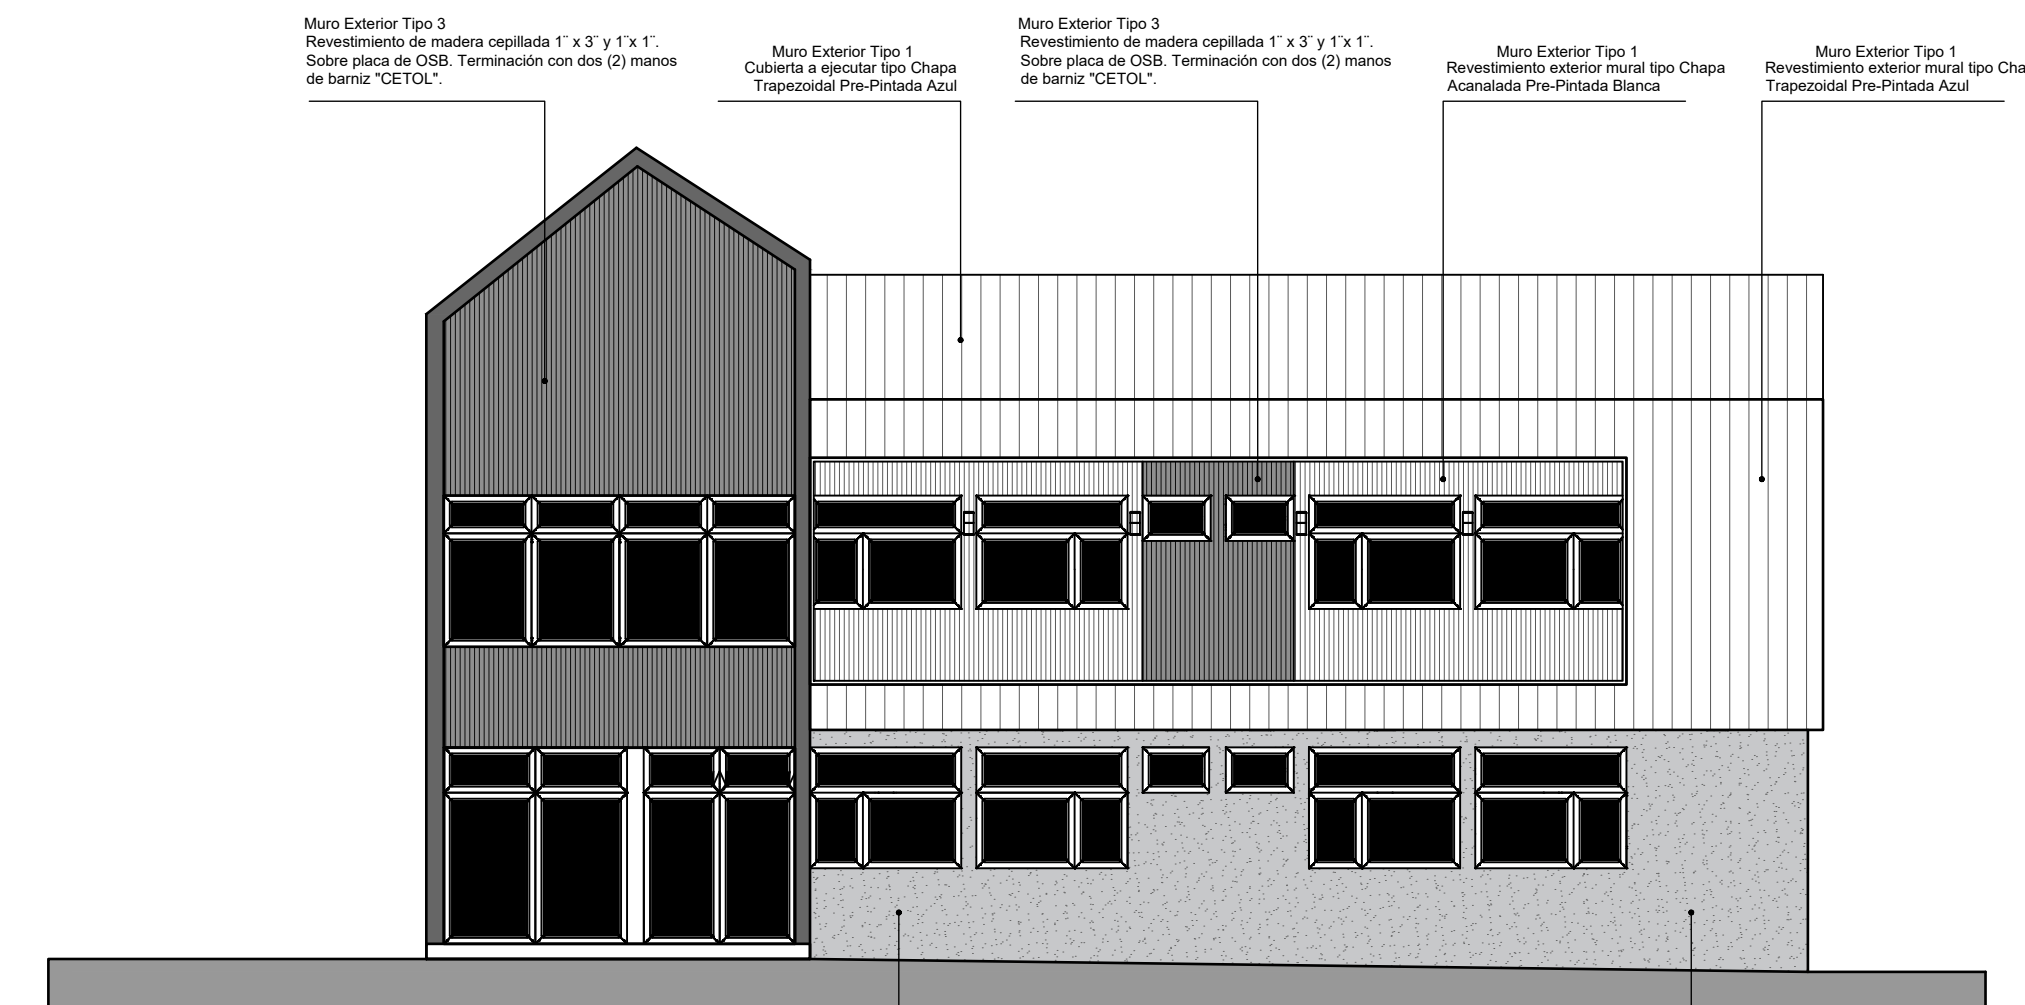 Muro Exterior Tipo 3
Revestimiento de madera cepillada 1¨ x 3¨ y 1¨x 1¨.
Sobre placa de OSB. Terminación con dos (2) manos
de barniz "CETOL".
Muro Exterior Tipo 1
Cubierta a ejecutar tipo Chapa
Trapezoidal Pre-Pintada Azul
Muro Exterior Tipo 3
Revestimiento de madera cepillada 1¨ x 3¨ y 1¨x 1¨.
Sobre placa de OSB. Terminación con dos (2) manos
de barniz "CETOL".
Muro Exterior Tipo 1
Revestimiento exterior mural tipo Chapa
Acanalada Pre-Pintada Blanca
Muro Exterior Tipo 1
Revestimiento exterior mural tipo Cha
Trapezoidal Pre-Pintada Azul